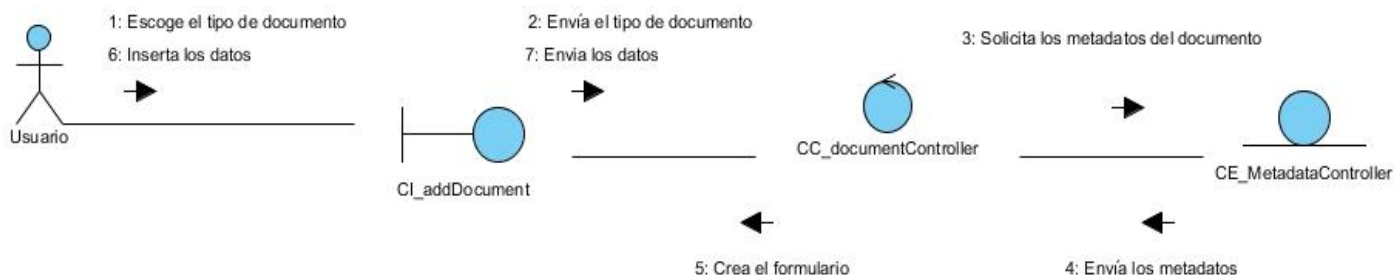 1: Escoge el tipo de documento
6: Inserta los datos
2: Envía el tipo de documento
7: Envia los datos
3: Solicita los metadatos del documento
Usuario
CI_addDocument
CC_documentController
CE_MetadataController
5: Crea el formulario
4: Envía los metadatos